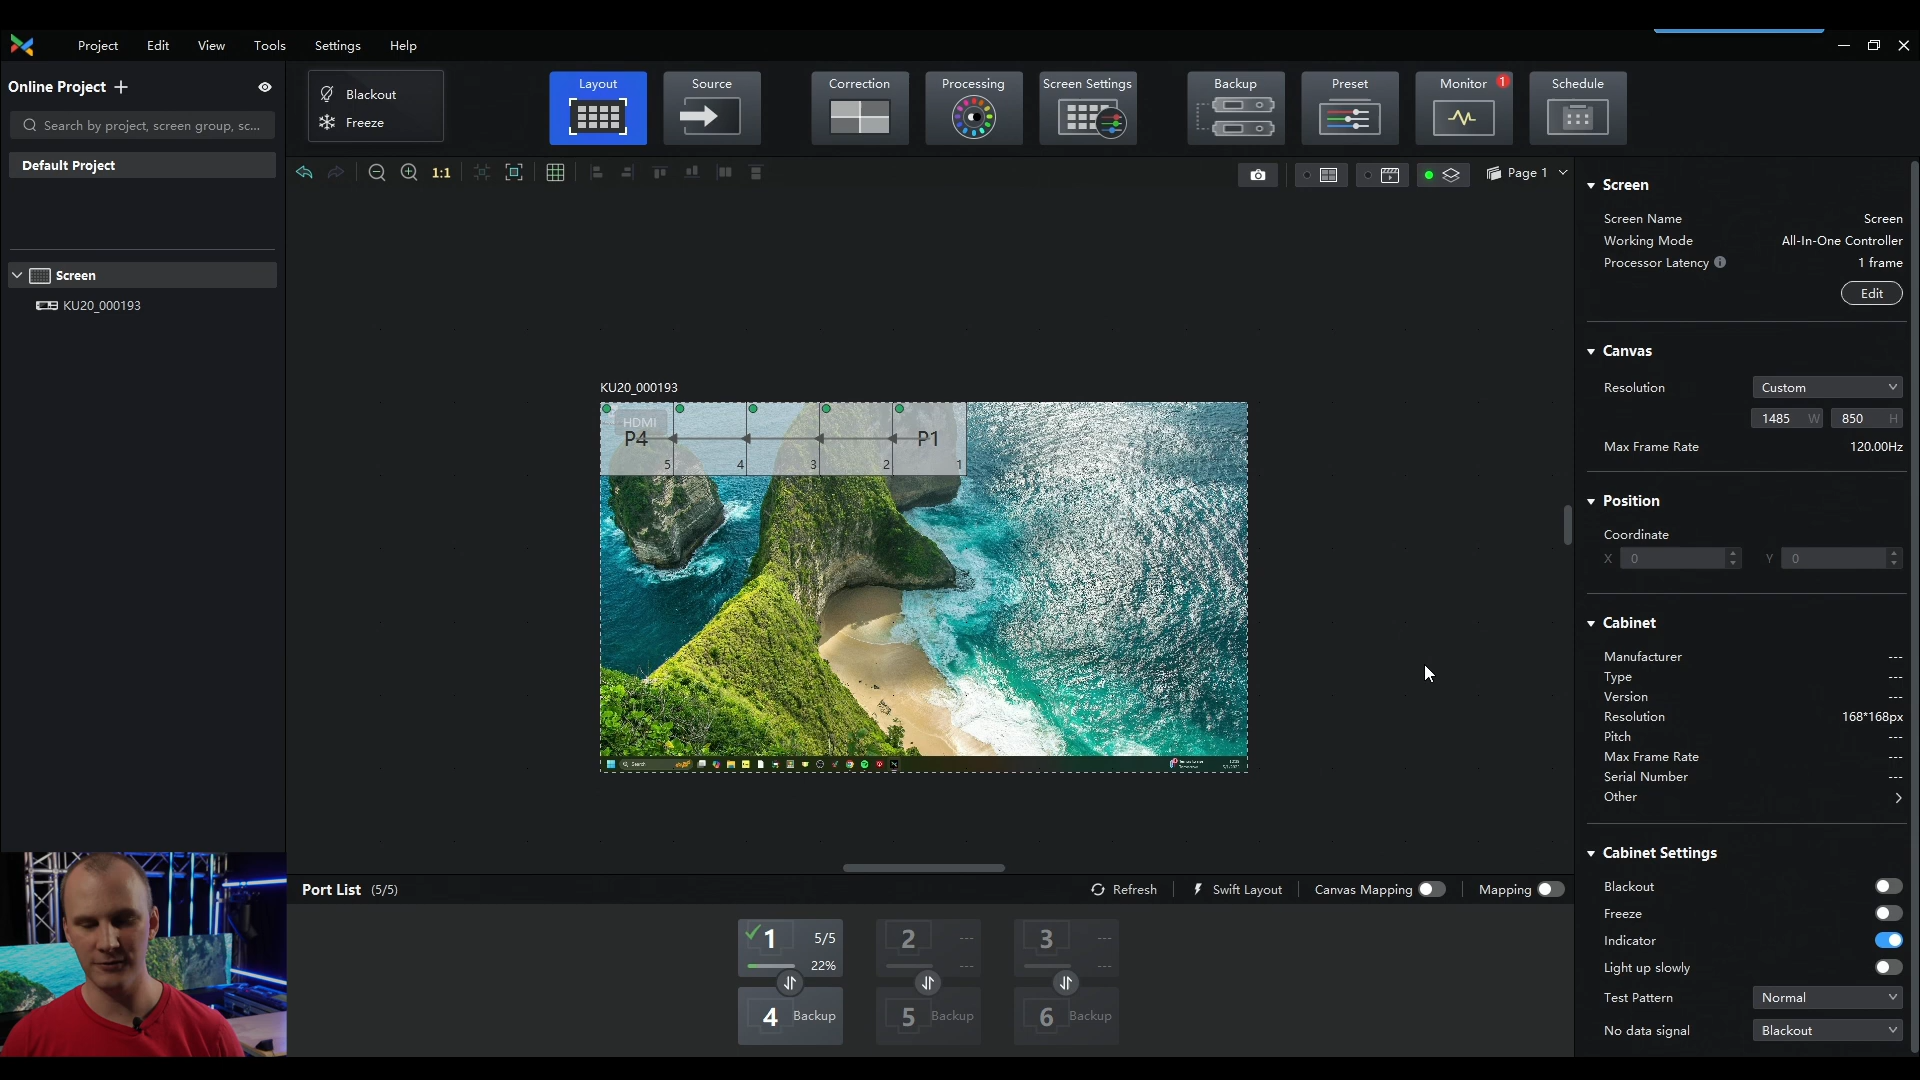 Project Edit View Tools Settings Help
Online Project
Search by project, screen group, sc...
Default Project
Screen
KU20_000193
Blackout
Freeze
Layout
Source
Correction
Processing
Screen Settings
Backup
Preset
Monitor 1
Schedule
1:1
Page 1
KU20_000193
HDMI
P4 P1
5 4 3 2 1
Search
Port List (5/5)
Refresh
Swift Layout
Canvas Mapping
Mapping
1 5/5
22%
2 ---
---
3 ---
---
4 Backup
5 Backup
6 Backup
Screen
Screen Name Screen
Working Mode All-In-One Controller
Processor Latency 1 frame
Edit
Canvas
Resolution Custom
1485 W 850 H
Max Frame Rate 120.00Hz
Position
Coordinate
X 0 Y 0
Cabinet
Manufacturer ---
Type ---
Version ---
Resolution 168*168px
Pitch ---
Max Frame Rate ---
Serial Number ---
Other
Cabinet Settings
Blackout
Freeze
Indicator
Light up slowly
Test Pattern Normal
No data signal Blackout